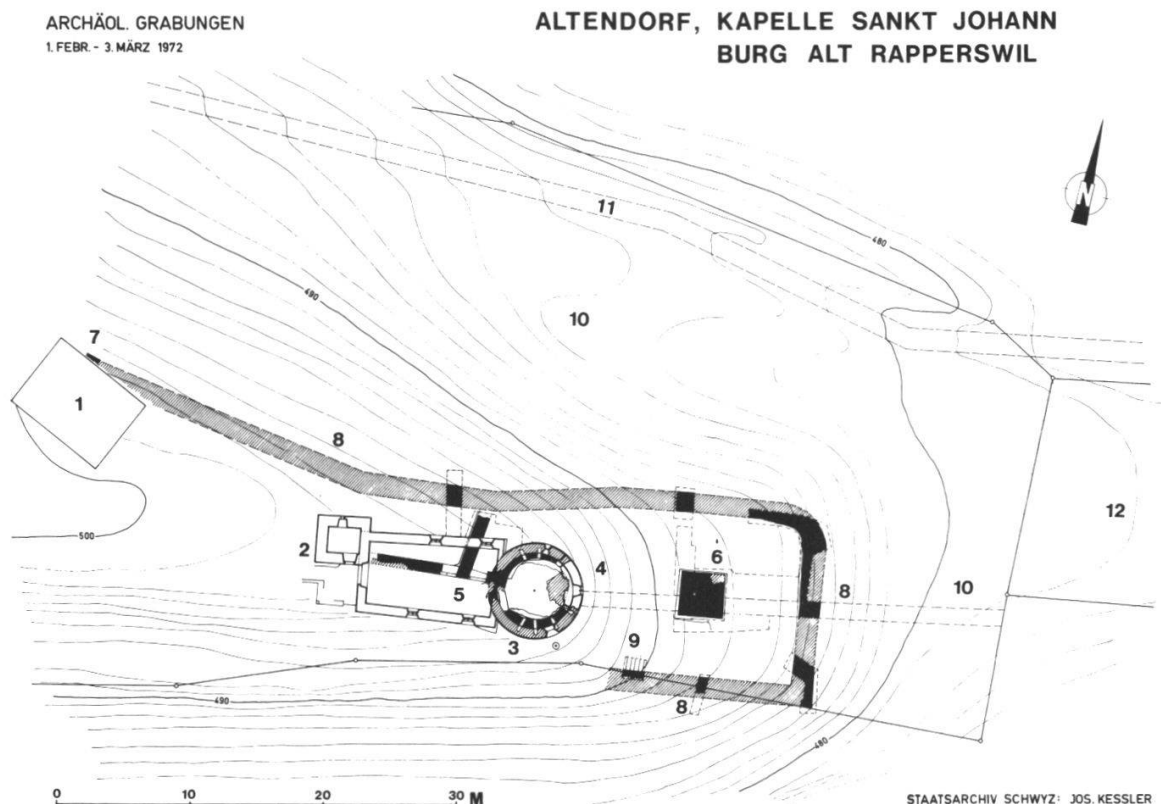 ARCHÄOL. GRABUNGEN
1. FEBR. - 3. MÄRZ 1972
ALTENDORF, KAPELLE SANKT JOHANN
BURG ALT RAPPERSWIL
N
11
480
490
10
7
1
8
12
500
2
6
4
5
8
10
3
9
8
490
480
0 10 20 30 M
STAATSARCHIV SCHWYZ: JOS. KESSLER